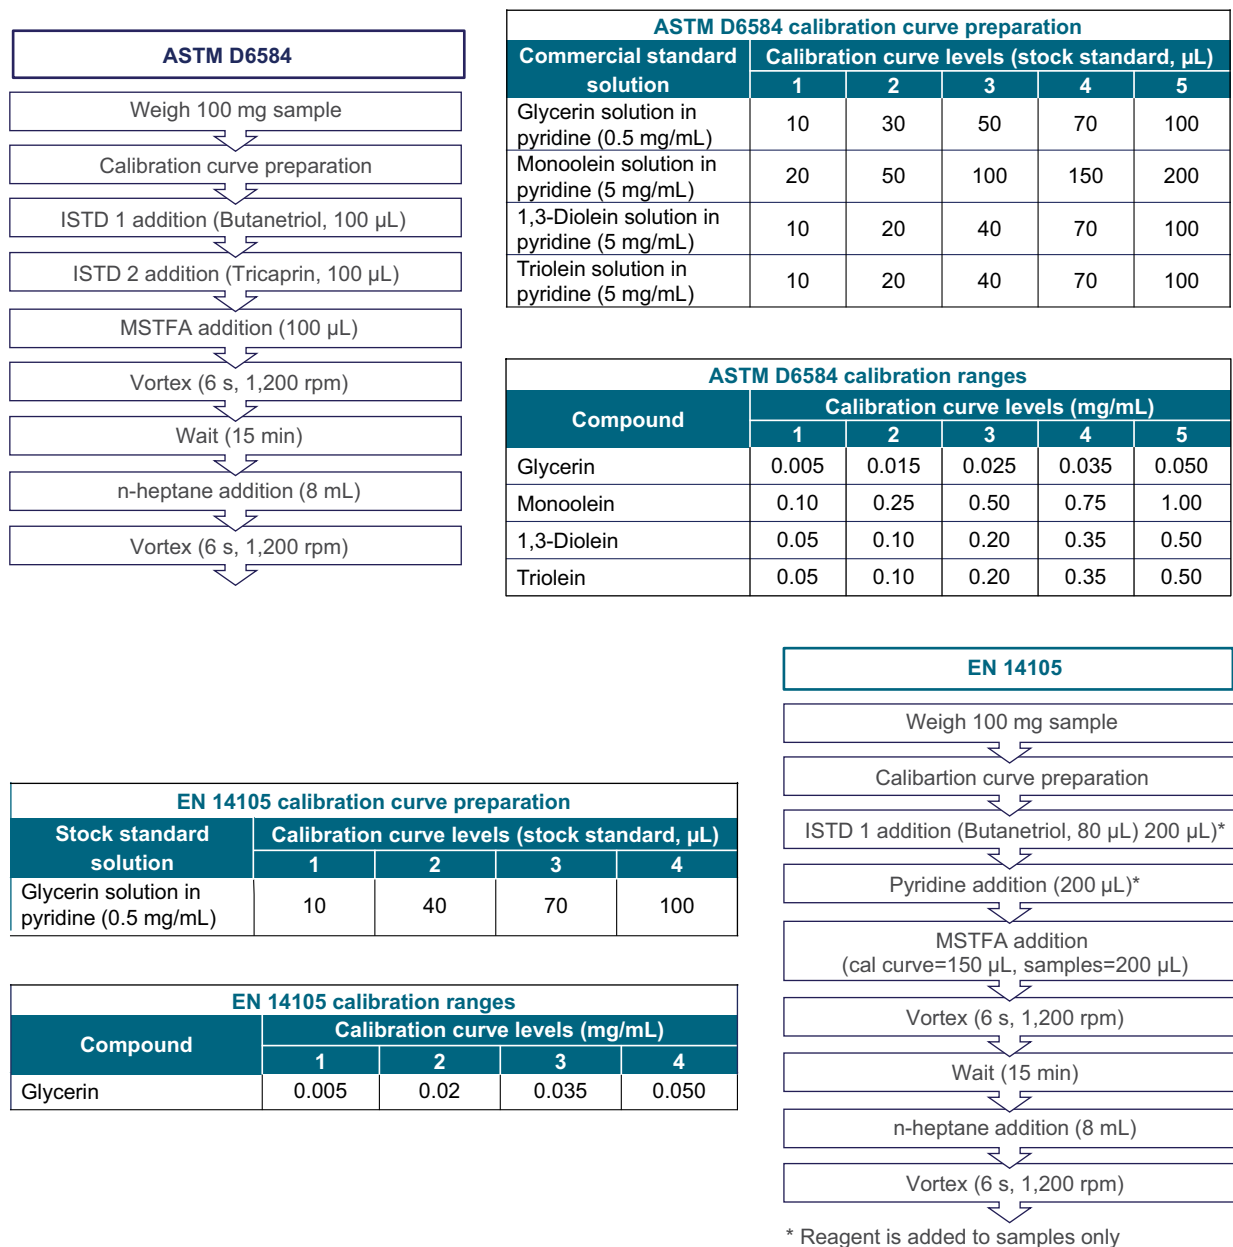 ASTM D6584
Weigh 100 mg sample
Calibration curve preparation
ISTD 1 addition (Butanetriol, 100 µL)
ISTD 2 addition (Tricaprin, 100 µL)
MSTFA addition (100 µL)
Vortex (6 s, 1,200 rpm)
Wait (15 min)
n-heptane addition (8 mL)
Vortex (6 s, 1,200 rpm)
ASTM D6584 calibration curve preparation
Commercial standard solution
Calibration curve levels (stock standard, µL)
1 2 3 4 5
Glycerin solution in
pyridine (0.5 mg/mL) 10 30 50 70 100
Monoolein solution in
pyridine (5 mg/mL) 20 50 100 150 200
1,3-Diolein solution in
pyridine (5 mg/mL) 10 20 40 70 100
Triolein solution in
pyridine (5 mg/mL) 10 20 40 70 100
ASTM D6584 calibration ranges
Compound
Calibration curve levels (mg/mL)
1 2 3 4 5
Glycerin 0.005 0.015 0.025 0.035 0.050
Monoolein 0.10 0.25 0.50 0.75 1.00
1,3-Diolein 0.05 0.10 0.20 0.35 0.50
Triolein 0.05 0.10 0.20 0.35 0.50
EN 14105 calibration curve preparation
Stock standard
solution
Calibration curve levels (stock standard, µL)
1 2 3 4
Glycerin solution in
pyridine (0.5 mg/mL) 10 40 70 100
EN 14105 calibration ranges
Compound
Calibration curve levels (mg/mL)
1 2 3 4
Glycerin 0.005 0.02 0.035 0.050
EN 14105
Weigh 100 mg sample
Calibartion curve preparation
ISTD 1 addition (Butanetriol, 80 µL) 200 µL)*
Pyridine addition (200 µL)*
MSTFA addition
(cal curve=150 µL, samples=200 µL)
Vortex (6 s, 1,200 rpm)
Wait (15 min)
n-heptane addition (8 mL)
Vortex (6 s, 1,200 rpm)
* Reagent is added to samples only